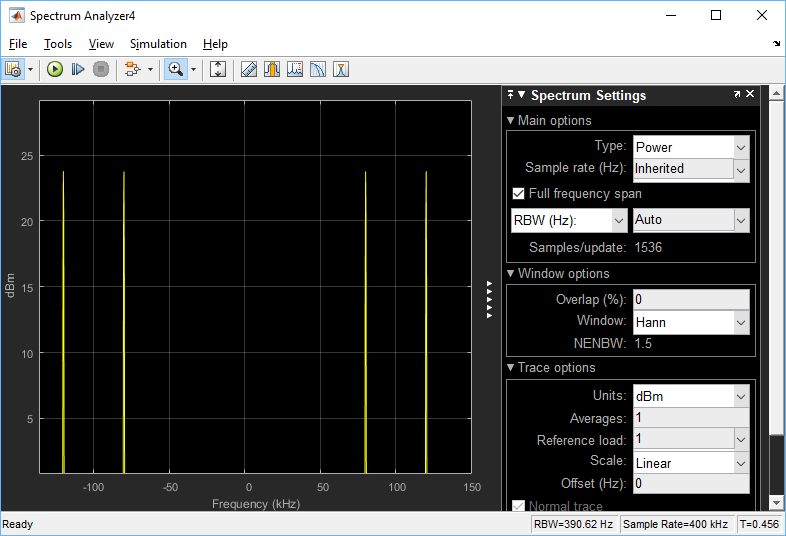 Spectrum Analyzer4
File Tools View Simulation Help
Spectrum Settings
Main options
Type: Power
Sample rate (Hz): Inherited
Full frequency span
RBW (Hz): Auto
Samples/update: 1536
Window options
Overlap (%): 0
Window: Hann
NENBW: 1.5
Trace options
Units: dBm
Averages: 1
Reference load: 1
Scale: Linear
Offset (Hz): 0
Normal trace
25
20
15
10
5
dBm
-100 -50 0 50 100 150
Frequency (kHz)
Ready
RBW=390.62 Hz Sample Rate=400 kHz T=0.456